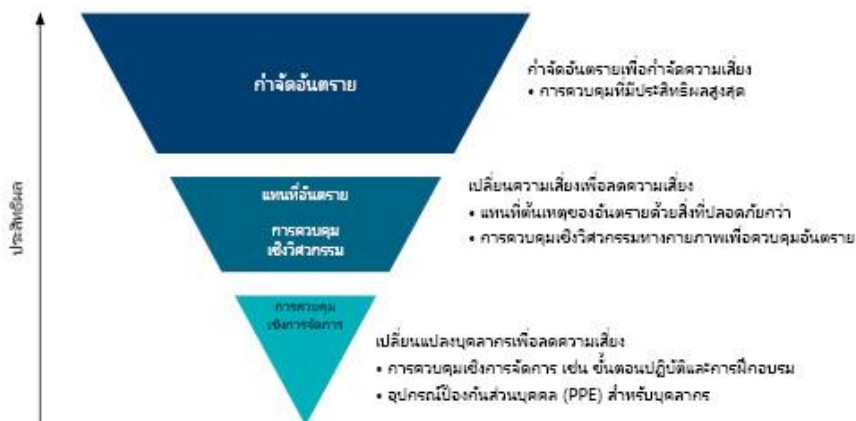 ประสิทธิผล
กำจัดอันตราย
กำจัดอันตรายเพื่อกำจัดความเสี่ยง
• การควบคุมที่มีประสิทธิผลสูงสุด
แทนที่อันตราย
การควบคุม
เชิงวิศวกรรม
เปลี่ยนความเสี่ยงเพื่อลดความเสี่ยง
• แทนที่ต้นเหตุของอันตรายด้วยสิ่งที่ปลอดภัยกว่า
• การควบคุมเชิงวิศวกรรมทางกายภาพเพื่อควบคุมอันตราย
การควบคุม
เชิงการจัดการ
เปลี่ยนแปลงบุคลากรเพื่อลดความเสี่ยง
• การควบคุมเชิงการจัดการ เช่น ขั้นตอนปฏิบัติและการฝึกอบรม
• อุปกรณ์ป้องกันส่วนบุคคล (PPE) สำหรับบุคลากร